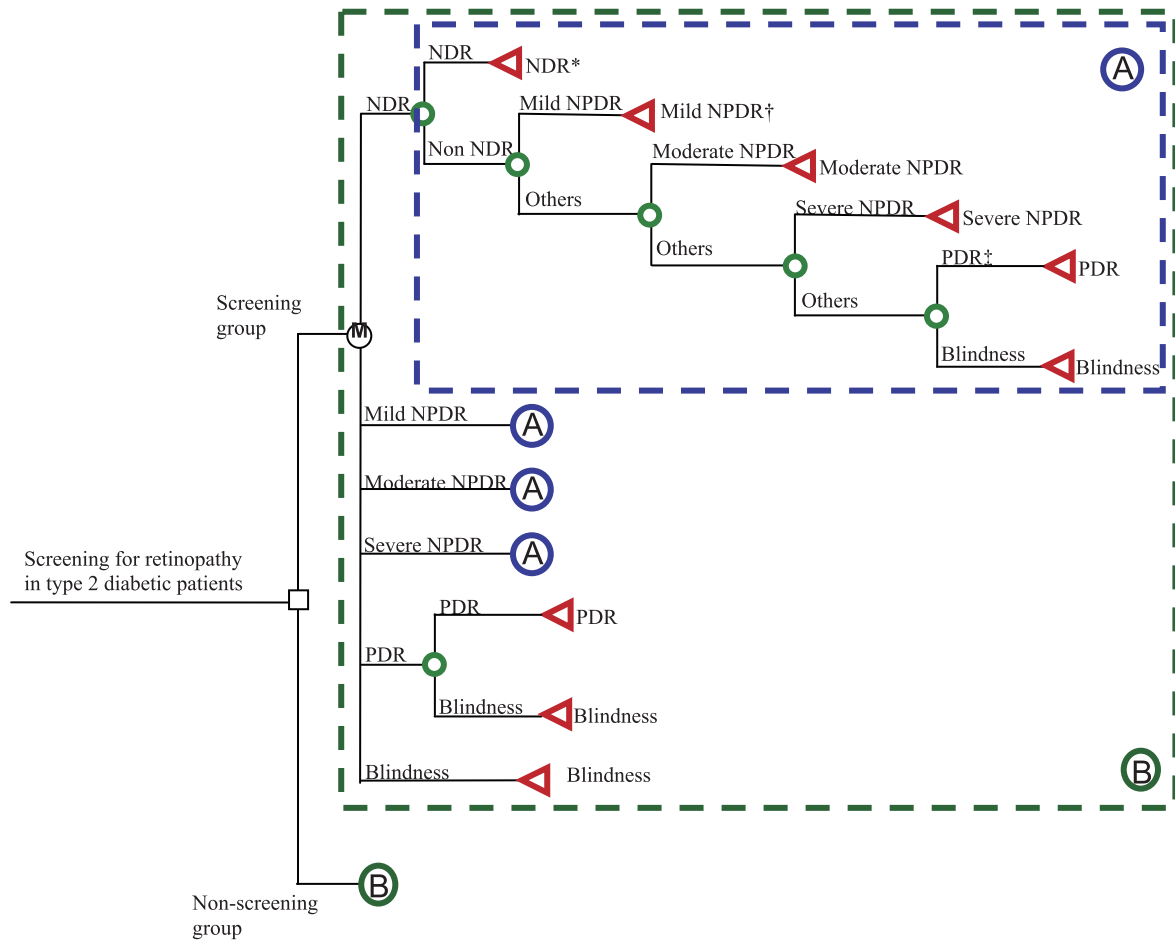 NDR
NDR*
A
NDR
Mild NPDR
Mild NPDR†
Non NDR
Moderate NPDR
Moderate NPDR
Others
Severe NPDR
Severe NPDR
Others
PDR‡
PDR
Others
Blindness
Blindness
Screening
group
M
Mild NPDR
A
Moderate NPDR
A
Severe NPDR
A
Screening for retinopathy
in type 2 diabetic patients
PDR
PDR
PDR
Blindness
Blindness
Blindness
Blindness
B
B
Non-screening
group